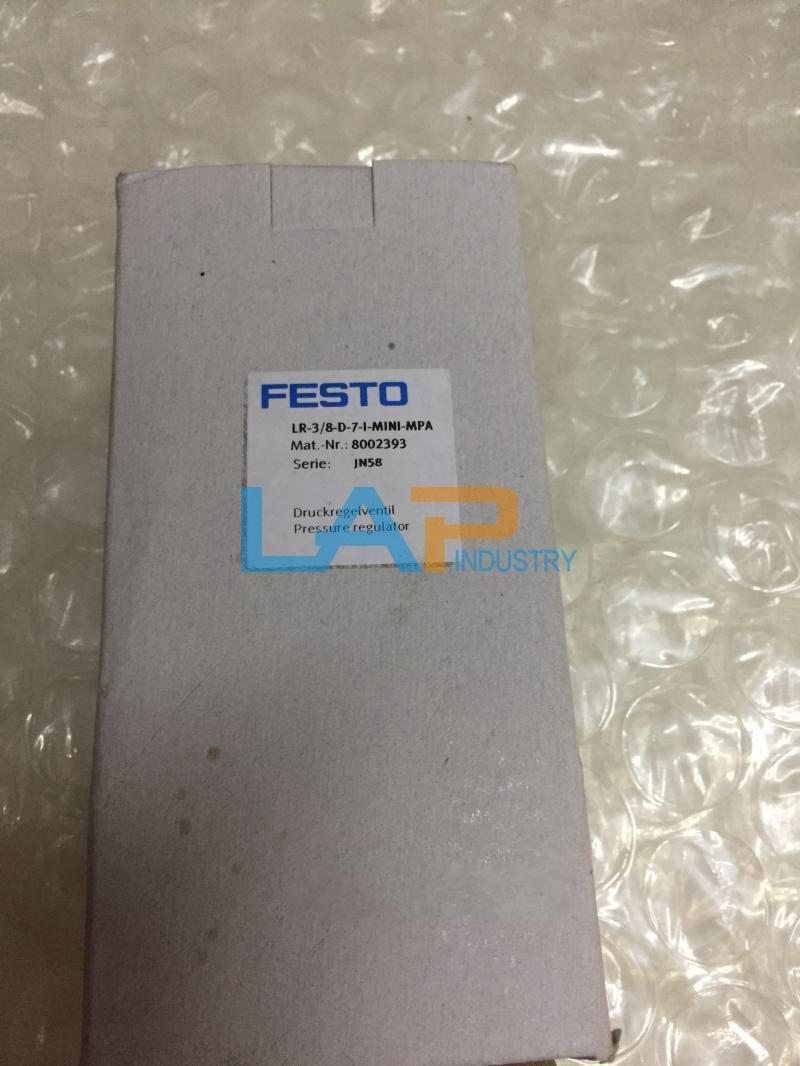 FESTO
LR-3/8-D-7-I-MINI-MPA
Mat.-Nr.: 8002393
Serie: JN58
Druckregelventil
Pressure regulator
LAP
INDUSTRY